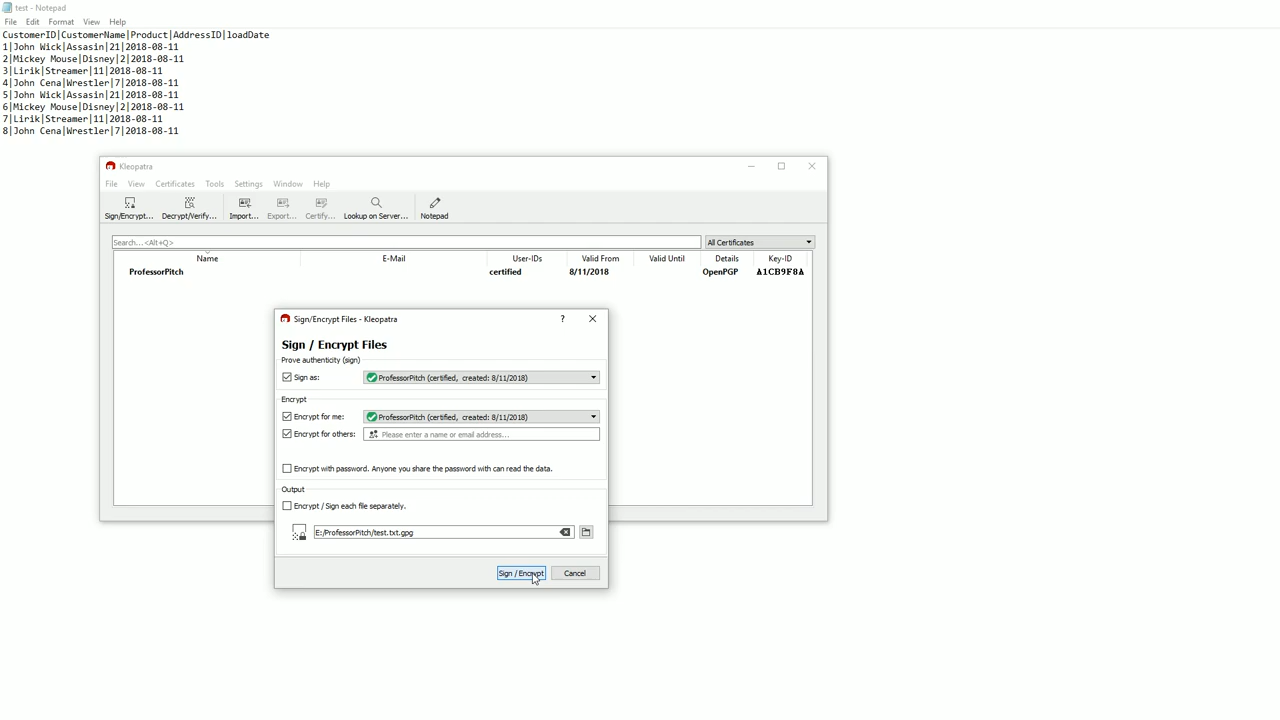 test - Notepad
File Edit Format View Help
CustomerID|CustomerName|Product|AddressID|loadDate
1|John Wick|Assasin|21|2018-08-11
2|Mickey Mouse|Disney|2|2018-08-11
3|Lirik|Streamer|11|2018-08-11
4|John Cena|Wrestler|7|2018-08-11
5|John Wick|Assasin|21|2018-08-11
6|Mickey Mouse|Disney|2|2018-08-11
7|Lirik|Streamer|11|2018-08-11
8|John Cena|Wrestler|7|2018-08-11
Kleopatra
File View Certificates Tools Settings Window Help
Sign/Encrypt... Decrypt/Verify... Import... Export... Certify... Lookup on Server... Notepad
Search...<Alt+Q> All Certificates
Name E-Mail User-IDs Valid From Valid Until Details Key-ID
ProfessorPitch certified 8/11/2018 OpenPGP A1CB9F8A
Sign/Encrypt Files - Kleopatra ?
Sign / Encrypt Files
Prove authenticity (sign)
Sign as: ProfessorPitch (certified, created: 8/11/2018)
Encrypt
Encrypt for me: ProfessorPitch (certified, created: 8/11/2018)
Encrypt for others: Please enter a name or email address...
Encrypt with password. Anyone you share the password with can read the data.
Output
Encrypt / Sign each file separately.
E:/ProfessorPitch/test.txt.gpg
Sign / Encrypt Cancel